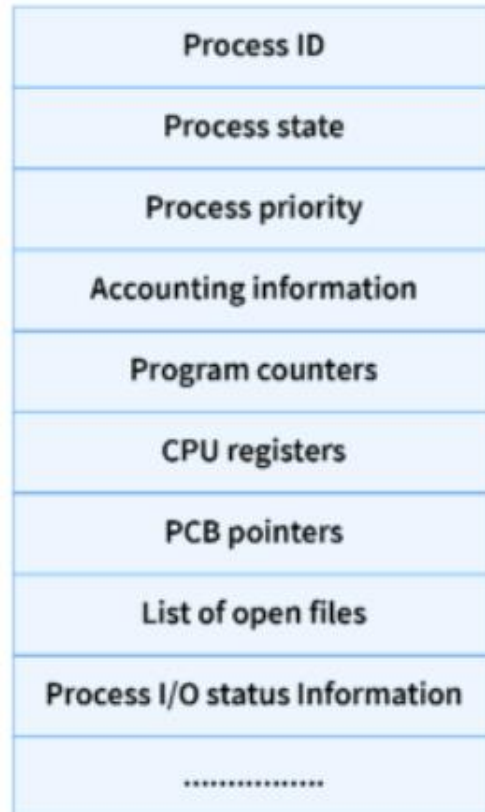 Process ID
Process state
Process priority
Accounting information
Program counters
CPU registers
PCB pointers
List of open files
Process I/O status Information
................